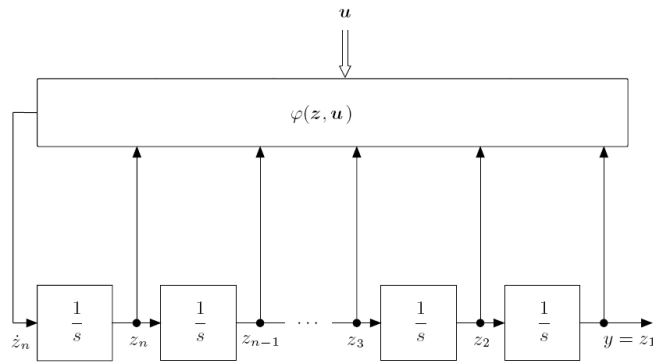 u
φ(z, u)
1/s 1/s 1/s 1/s
ż_n z_n z_{n−1} ··· z_3 z_2 y = z_1